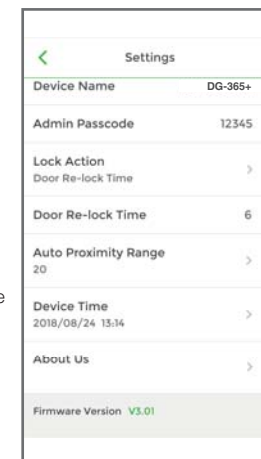 Settings
Device Name DG-365+
Admin Passcode 12345
Lock Action
Door Re-lock Time
Door Re-lock Time 6
Auto Proximity Range
20
e
Device Time
2018/08/24 13:14
About Us
Firmware Version V3.01